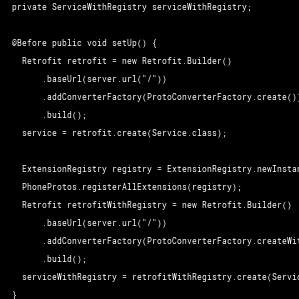 private ServiceWithRegistry serviceWithRegistry;
@Before public void setUp() {
Retrofit retrofit = new Retrofit.Builder()
.baseUrl(server.url("/"))
.addConverterFactory(ProtoConverterFactory.create())
.build();
service = retrofit.create(Service.class);
ExtensionRegistry registry = ExtensionRegistry.newInstan
PhoneProtos.registerAllExtensions(registry);
Retrofit retrofitWithRegistry = new Retrofit.Builder()
.baseUrl(server.url("/"))
.addConverterFactory(ProtoConverterFactory.createWit
.build();
serviceWithRegistry = retrofitWithRegistry.create(Servic
}